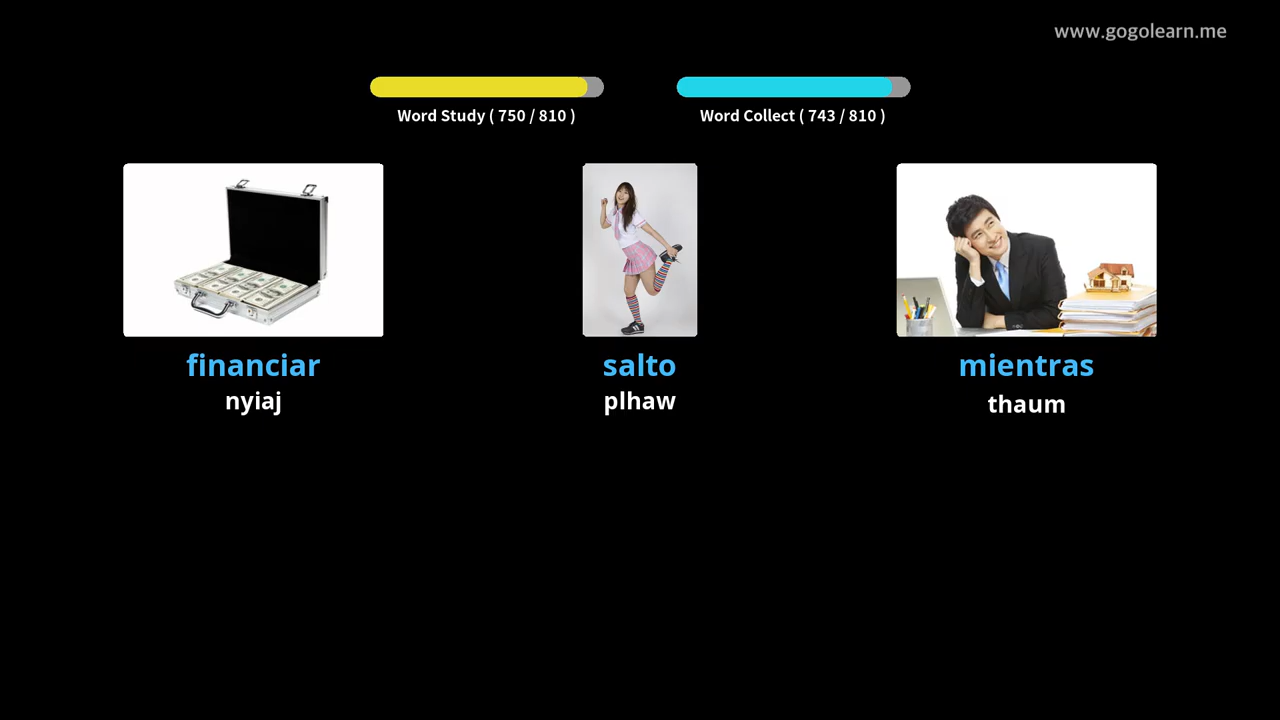 www.gogolearn.me
Word Study ( 750 / 810 )
Word Collect ( 743 / 810 )
financiar
nyiaj
salto
plhaw
mientras
thaum